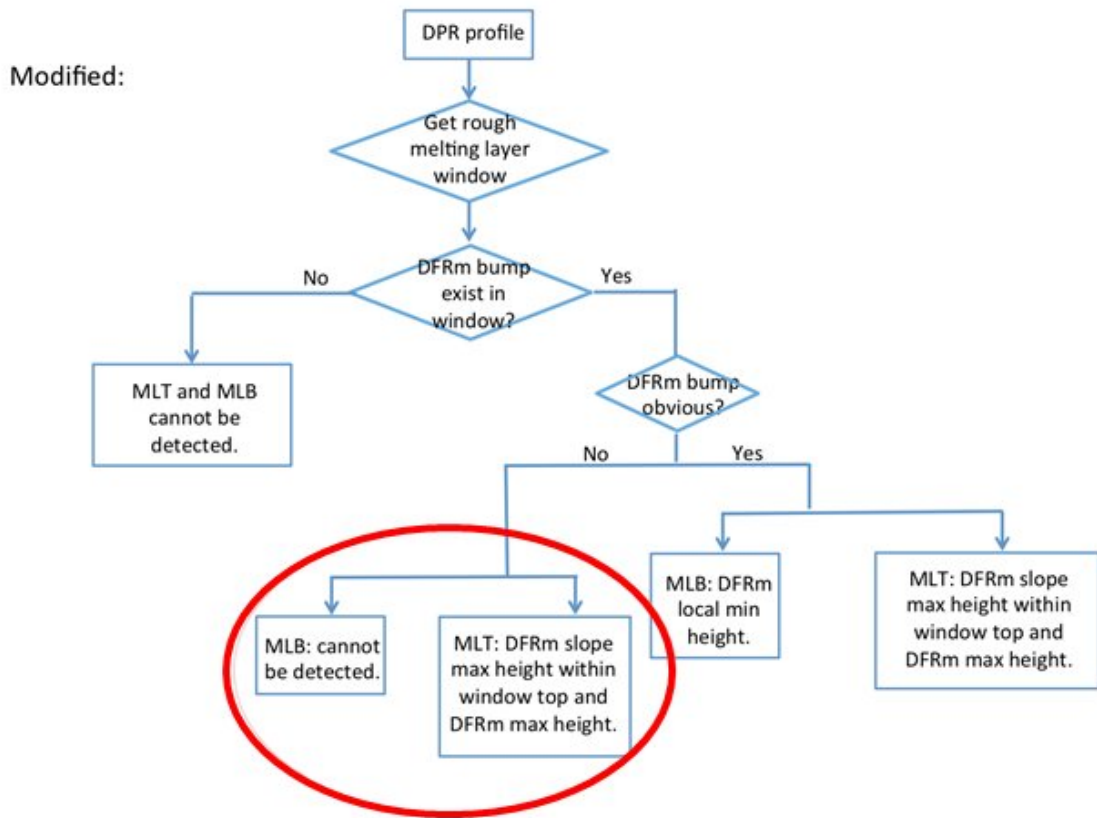 DPR profile
Modified:
Get rough
melting layer
window
No
DFRm bump
exist in
window?
Yes
MLT and MLB
cannot be
detected.
DFRm bump
obvious?
No
Yes
MLB: cannot
be detected.
MLT: DFRm slope
max height within
window top and
DFRm max height.
MLB: DFRm
local min
height.
MLT: DFRm slope
max height within
window top and
DFRm max height.